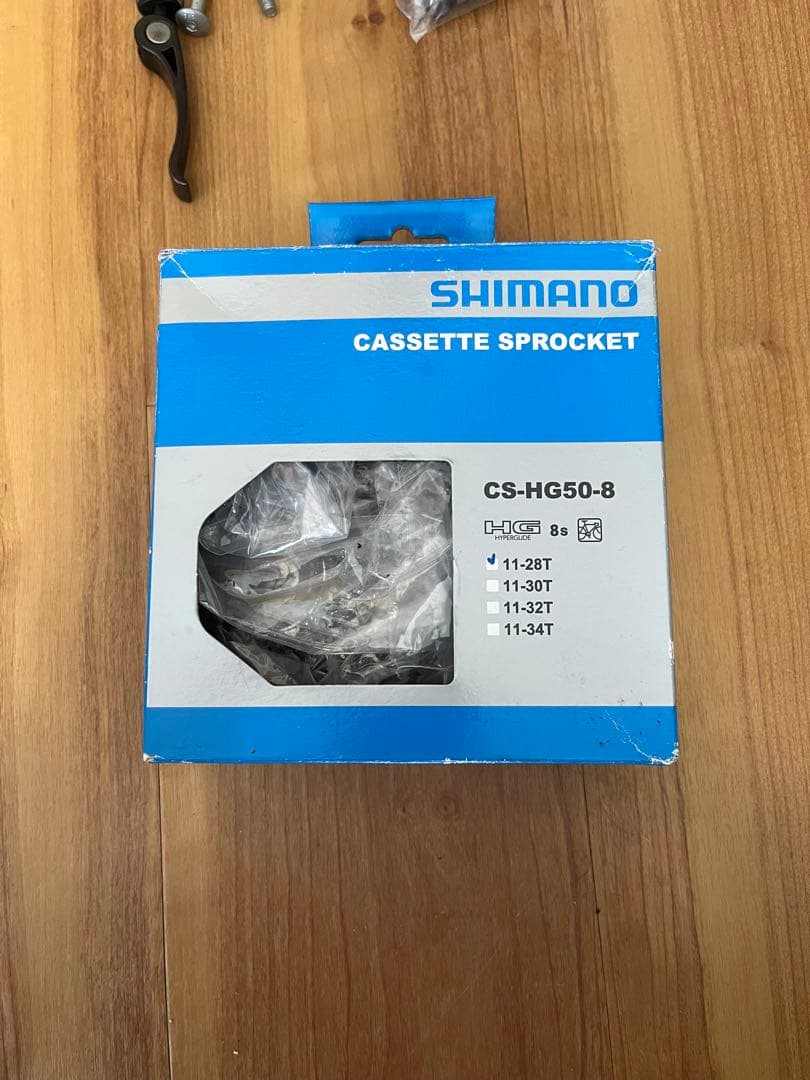 SHIMANO
CASSETTE SPROCKET
CS-HG50-8
HG 8s
HYPERGLIDE
11-28T
11-30T
11-32T
11-34T